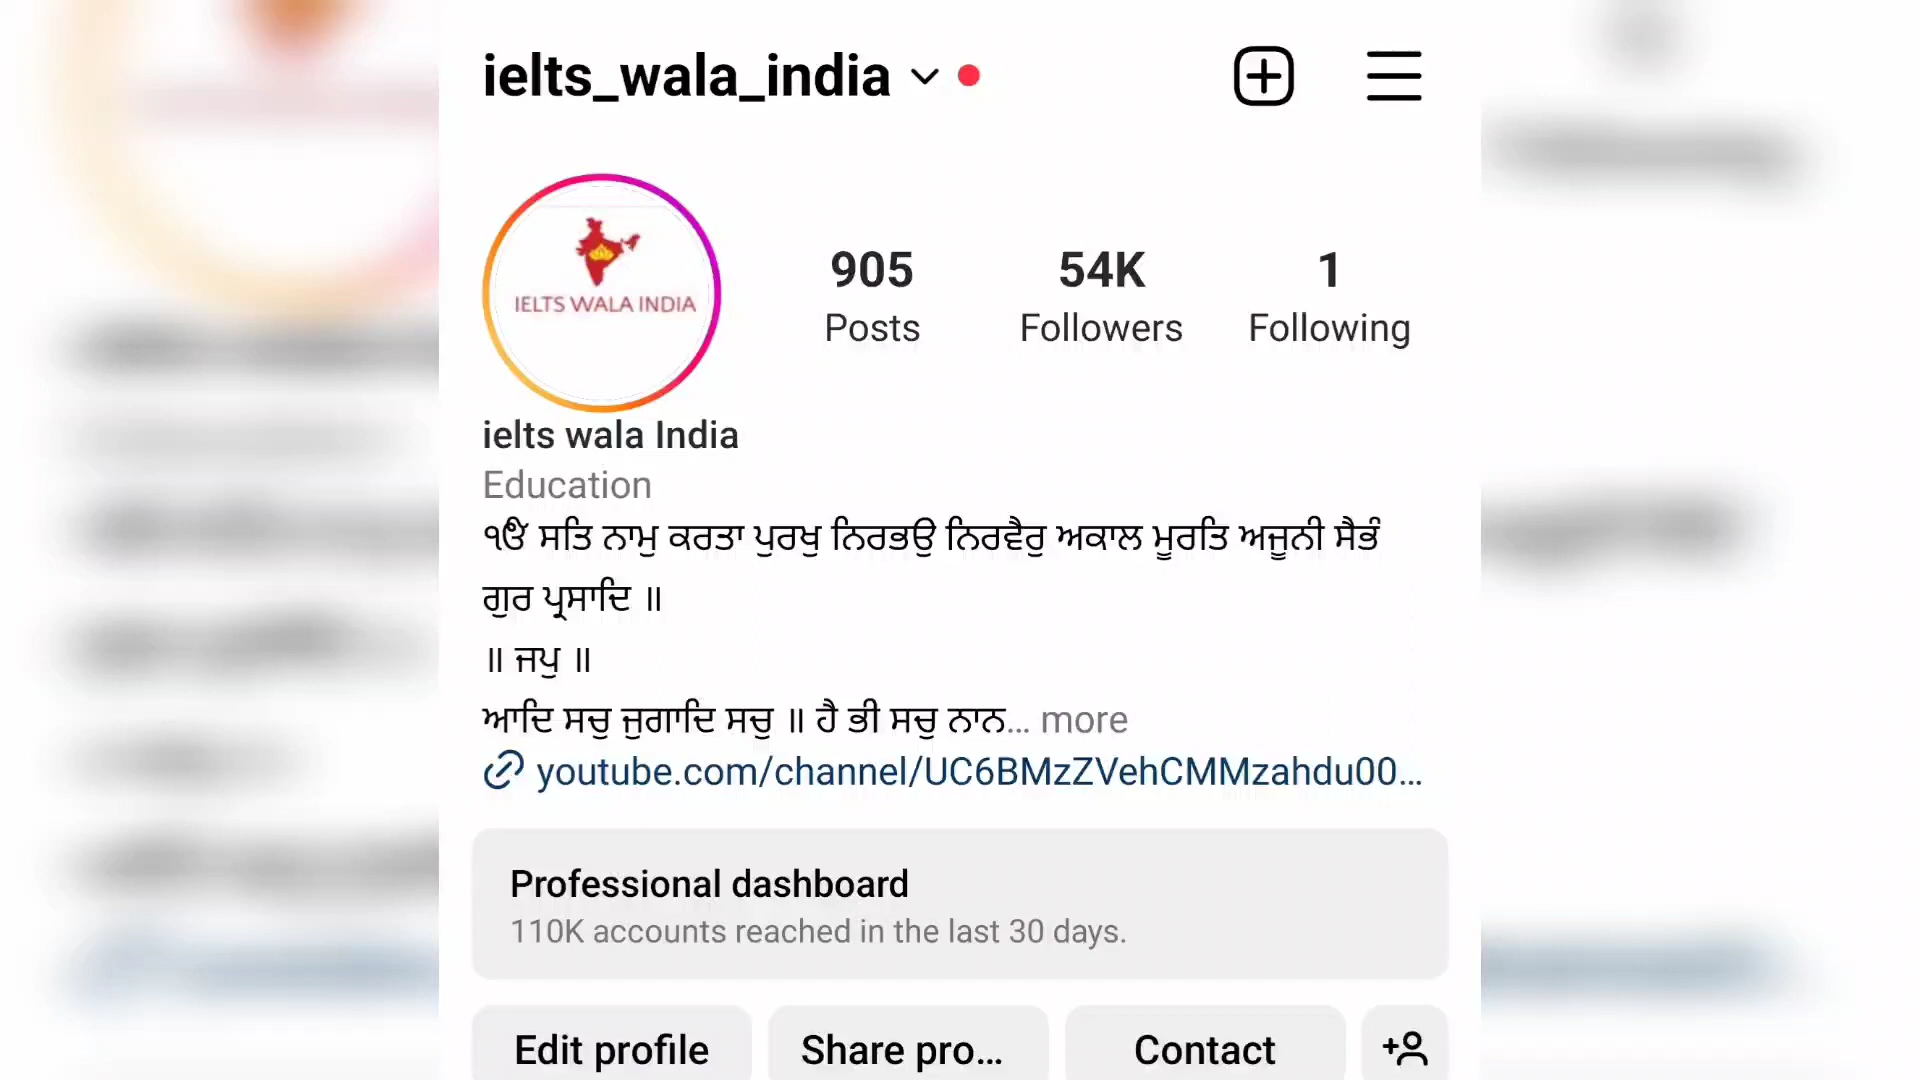 ielts_wala_india
IELTS WALA INDIA
905 54K 1
Posts Followers Following
ielts wala India
Education
ੴ ਸਤਿ ਨਾਮੁ ਕਰਤਾ ਪੁਰਖੁ ਨਿਰਭਉ ਨਿਰਵੈਰੁ ਅਕਾਲ ਮੂਰਤਿ ਅਜੂਨੀ ਸੈਭੰ
ਗੁਰ ਪ੍ਰਸਾਦਿ ॥
॥ ਜਪੁ ॥
ਆਦਿ ਸਚੁ ਜੁਗਾਦਿ ਸਚੁ ॥ ਹੈ ਭੀ ਸਚੁ ਨਾਨ... more
youtube.com/channel/UC6BMzZVehCMMzahdu00...
Professional dashboard
110K accounts reached in the last 30 days.
Edit profile Share pro... Contact